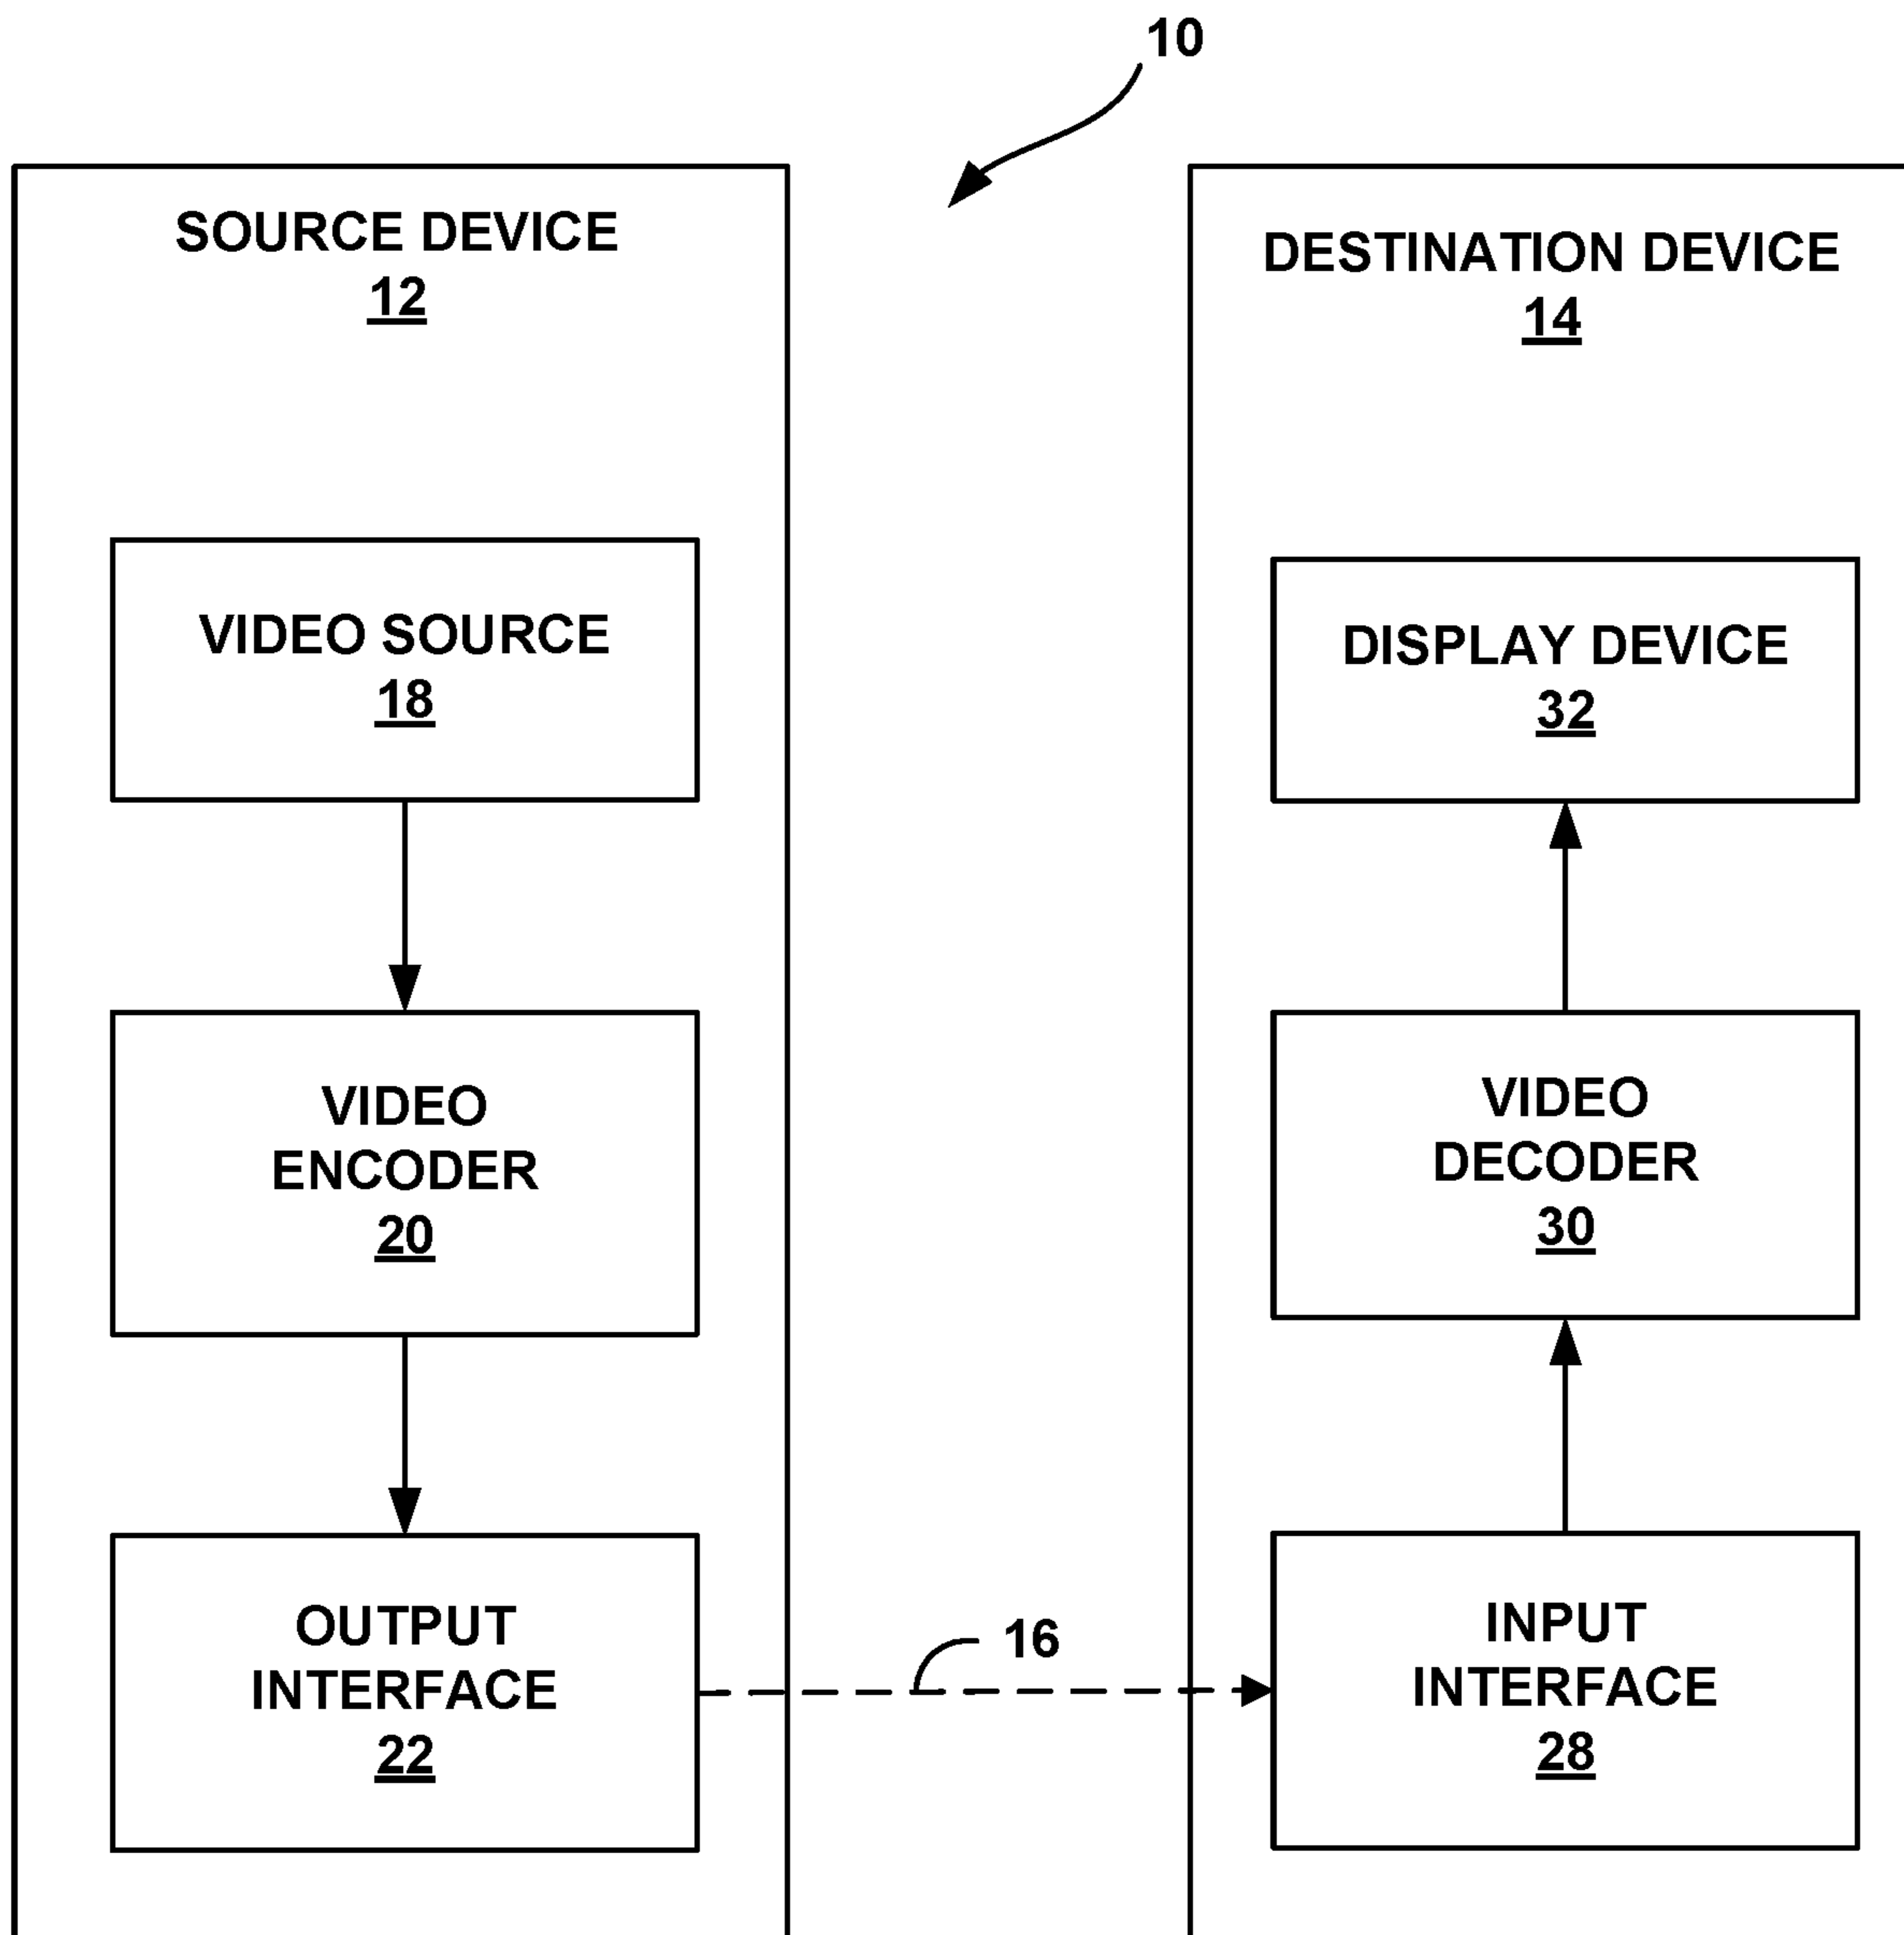 10
SOURCE DEVICE
12
VIDEO SOURCE
18
VIDEO
ENCODER
20
OUTPUT
INTERFACE
22
16
DESTINATION DEVICE
14
DISPLAY DEVICE
32
VIDEO
DECODER
30
INPUT
INTERFACE
28